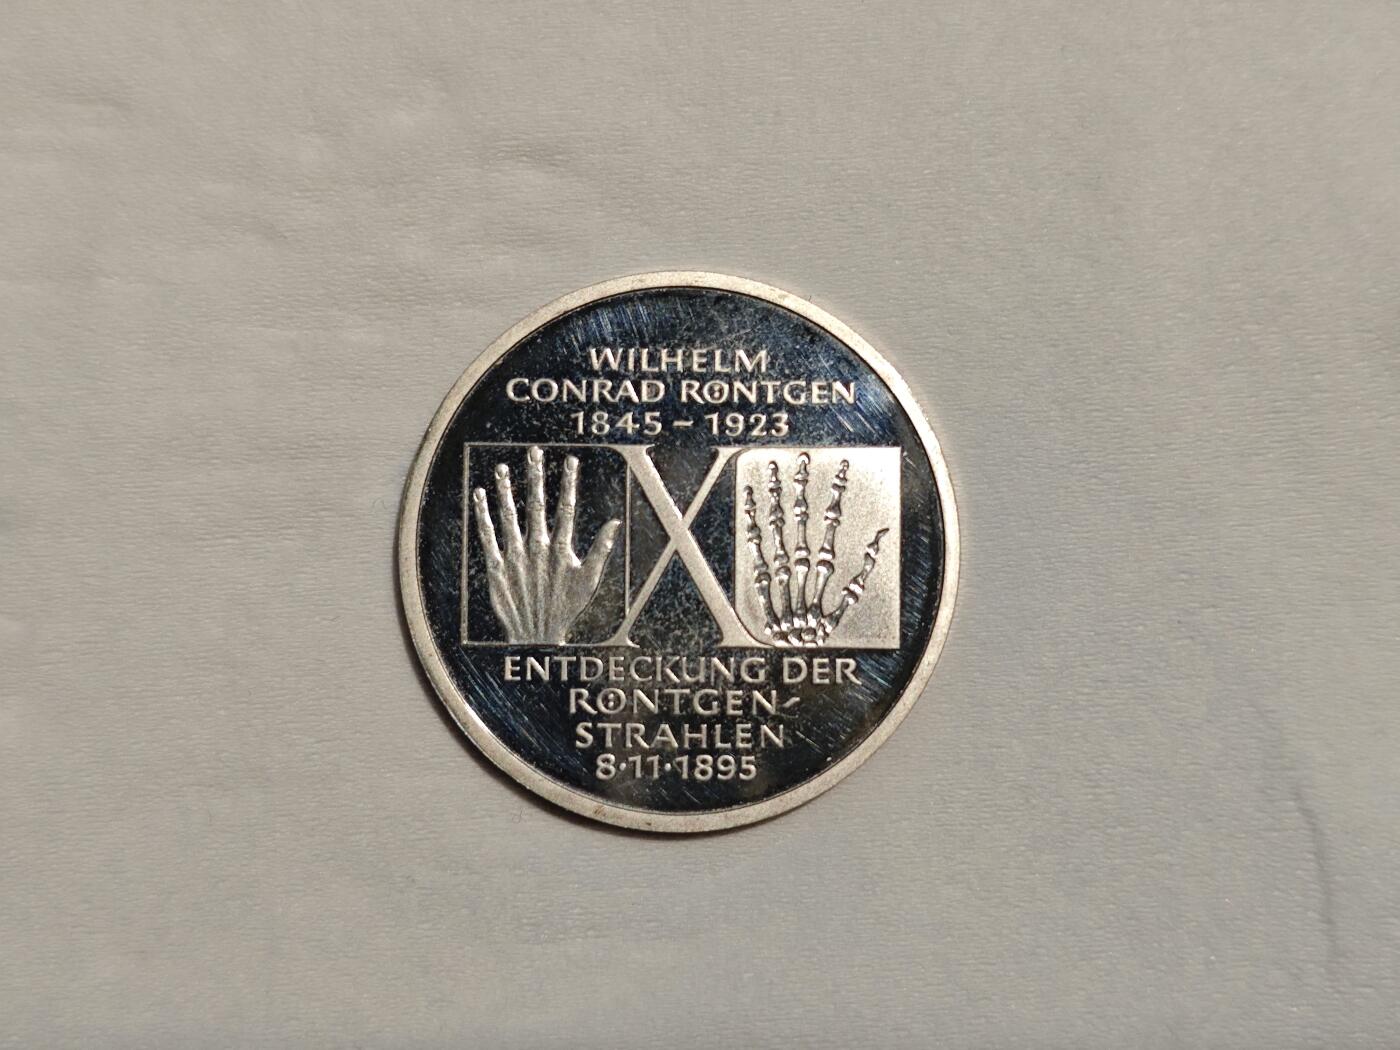 WILHELM
CONRAD RÖNTGEN
1845 – 1923
X
ENTDECKUNG DER
RÖNTGEN-
STRAHLEN
8·11·1895